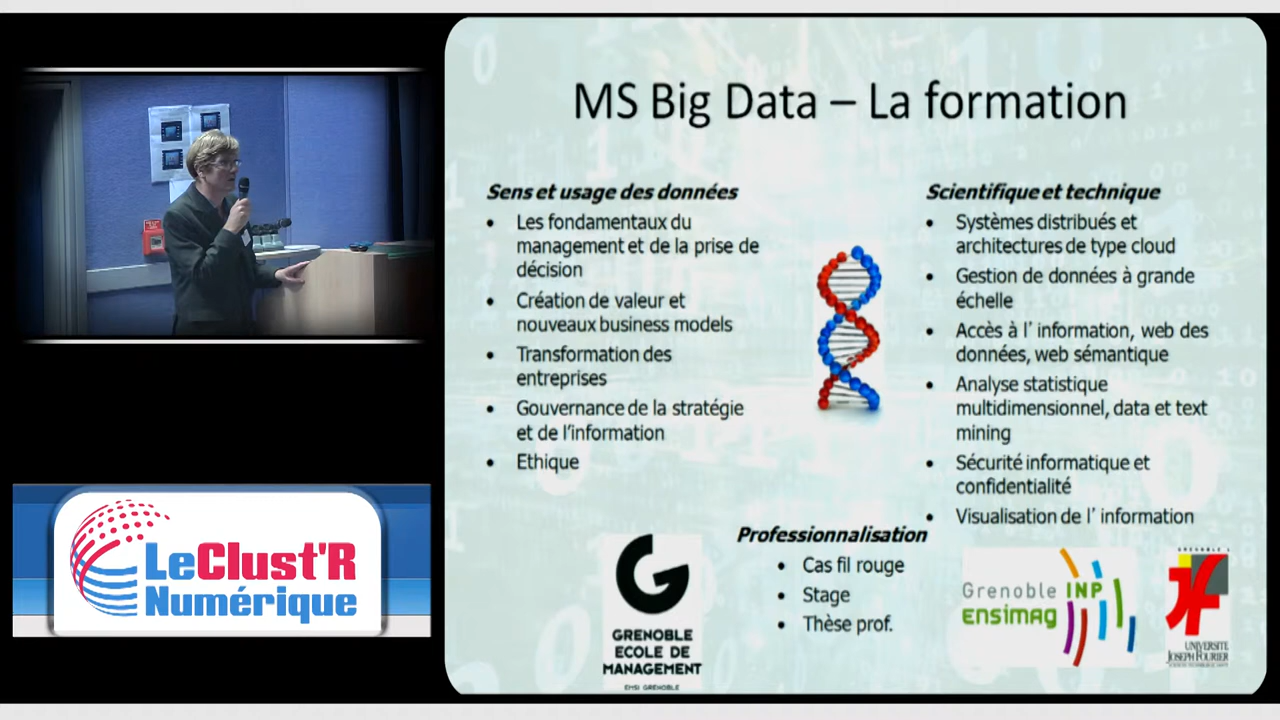 MS Big Data – La formation
Sens et usage des données
• Les fondamentaux du
management et de la prise de
décision
• Création de valeur et
nouveaux business models
• Transformation des
entreprises
• Gouvernance de la stratégie
et de l'information
• Ethique
Scientifique et technique
• Systèmes distribués et
architectures de type cloud
• Gestion de données à grande
échelle
• Accès à l' information, web des
données, web sémantique
• Analyse statistique
multidimensionnel, data et text
mining
• Sécurité informatique et
confidentialité
• Visualisation de l' information
Professionnalisation
• Cas fil rouge
• Stage
• Thèse prof.
GRENOBLE
ECOLE DE
MANAGEMENT
EMSI GRENOBLE
Grenoble INP
ENSIMAG
GRENOBLE 1
UNIVERSITE
JOSEPH FOURIER
LeClust'R
Numérique